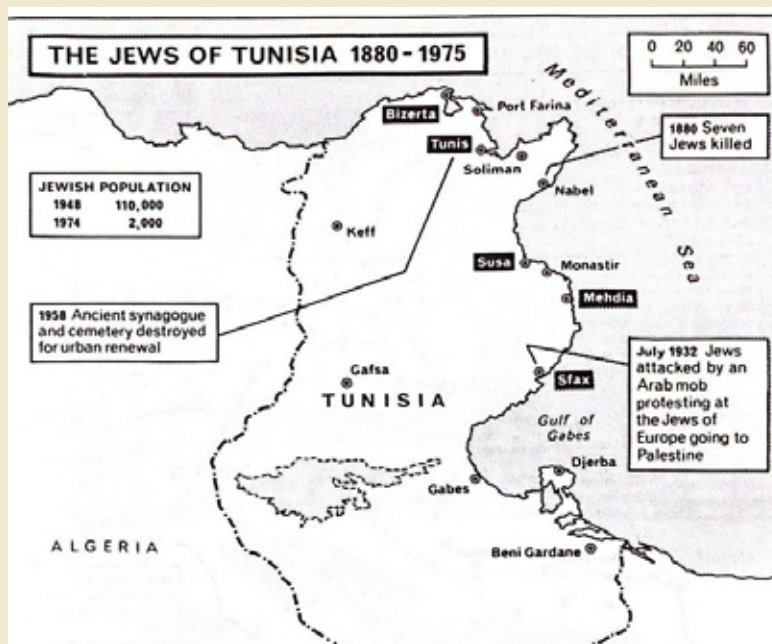 THE JEWS OF TUNISIA 1880-1975
0 20 40 60
Miles
Mediterranean Sea
Bizerta
Port Farina
1880 Seven
Jews killed
Tunis
Soliman
JEWISH POPULATION
1948 110,000
1974 2,000
Nabel
Keff
Susa
Monastir
Mehdia
1958 Ancient synagogue
and cemetery destroyed
for urban renewal
July 1932 Jews
attacked by an
Arab mob
protesting at
the Jews of
Europe going to
Palestine
Gafsa
Sfax
TUNISIA
Gulf of
Gabes
Djerba
Gabes
ALGERIA
Beni Gardane